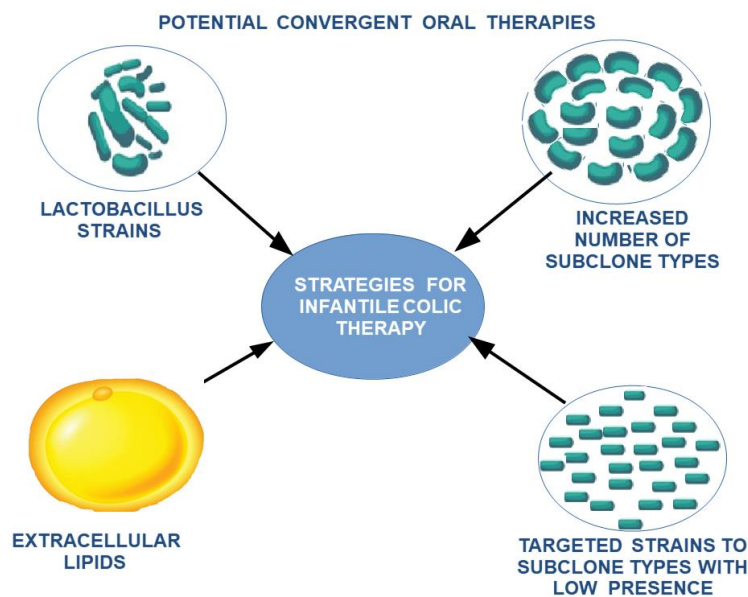 POTENTIAL CONVERGENT ORAL THERAPIES
LACTOBACILLUS
STRAINS
INCREASED
NUMBER OF
SUBCLONE TYPES
STRATEGIES FOR
INFANTILE COLIC
THERAPY
EXTRACELLULAR
LIPIDS
TARGETED STRAINS TO
SUBCLONE TYPES WITH
LOW PRESENCE